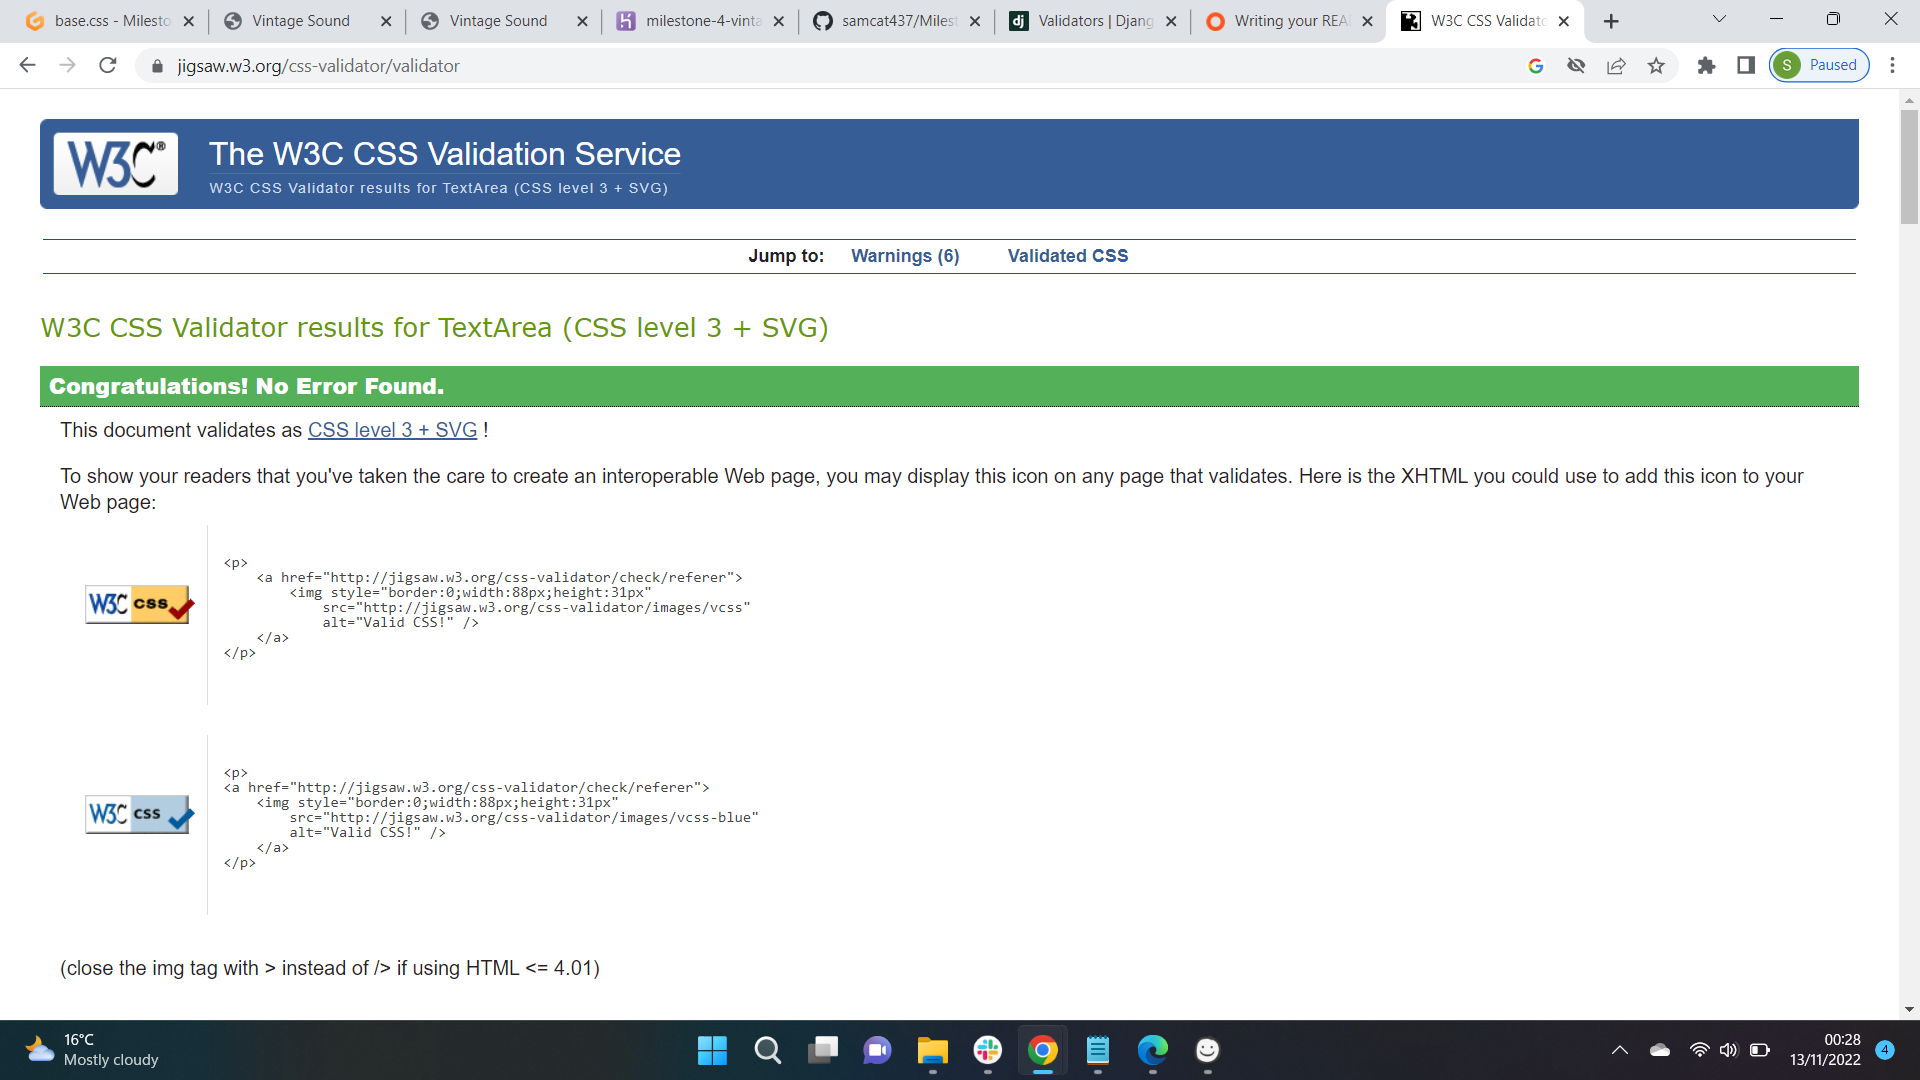 base.css - Milesto
Vintage Sound
Vintage Sound
milestone-4-vinta
samcat437/Milest
Validators | Djang
Writing your REA
W3C CSS Validato
jigsaw.w3.org/css-validator/validator
S Paused
W3C®
The W3C CSS Validation Service
W3C CSS Validator results for TextArea (CSS level 3 + SVG)
Jump to: Warnings (6) Validated CSS
W3C CSS Validator results for TextArea (CSS level 3 + SVG)
Congratulations! No Error Found.
This document validates as CSS level 3 + SVG !
To show your readers that you've taken the care to create an interoperable Web page, you may display this icon on any page that validates. Here is the XHTML you could use to add this icon to your
Web page:
W3C css
<p>
<a href="http://jigsaw.w3.org/css-validator/check/referer">
<img style="border:0;width:88px;height:31px"
src="http://jigsaw.w3.org/css-validator/images/vcss"
alt="Valid CSS!" />
</a>
</p>
W3C css
<p>
<a href="http://jigsaw.w3.org/css-validator/check/referer">
<img style="border:0;width:88px;height:31px"
src="http://jigsaw.w3.org/css-validator/images/vcss-blue"
alt="Valid CSS!" />
</a>
</p>
(close the img tag with > instead of /> if using HTML <= 4.01)
16°C
Mostly cloudy
00:28
13/11/2022
4